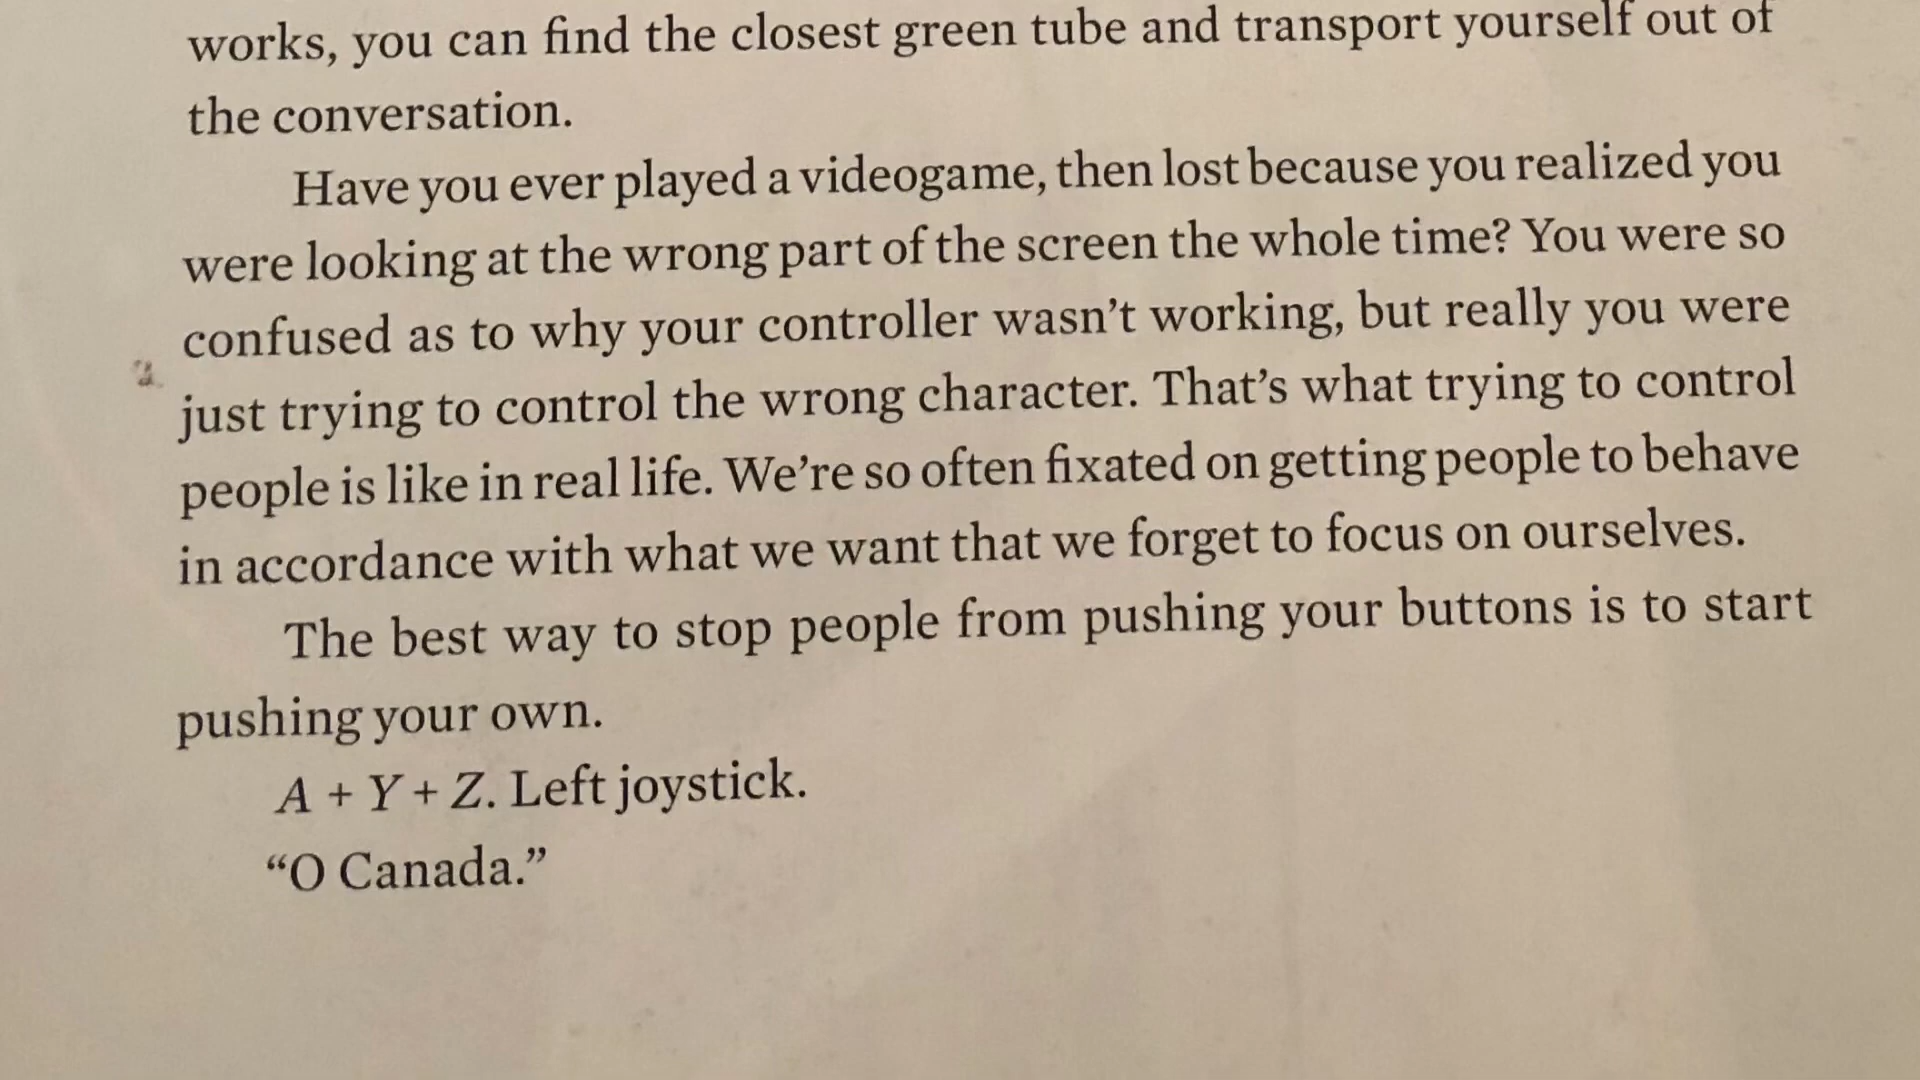 works, you can find the closest green tube and transport yourself out of
the conversation.
Have you ever played a videogame, then lost because you realized you
were looking at the wrong part of the screen the whole time? You were so
confused as to why your controller wasn’t working, but really you were
just trying to control the wrong character. That’s what trying to control
people is like in real life. We’re so often fixated on getting people to behave
in accordance with what we want that we forget to focus on ourselves.
The best way to stop people from pushing your buttons is to start
pushing your own.
A + Y + Z. Left joystick.
“O Canada.”